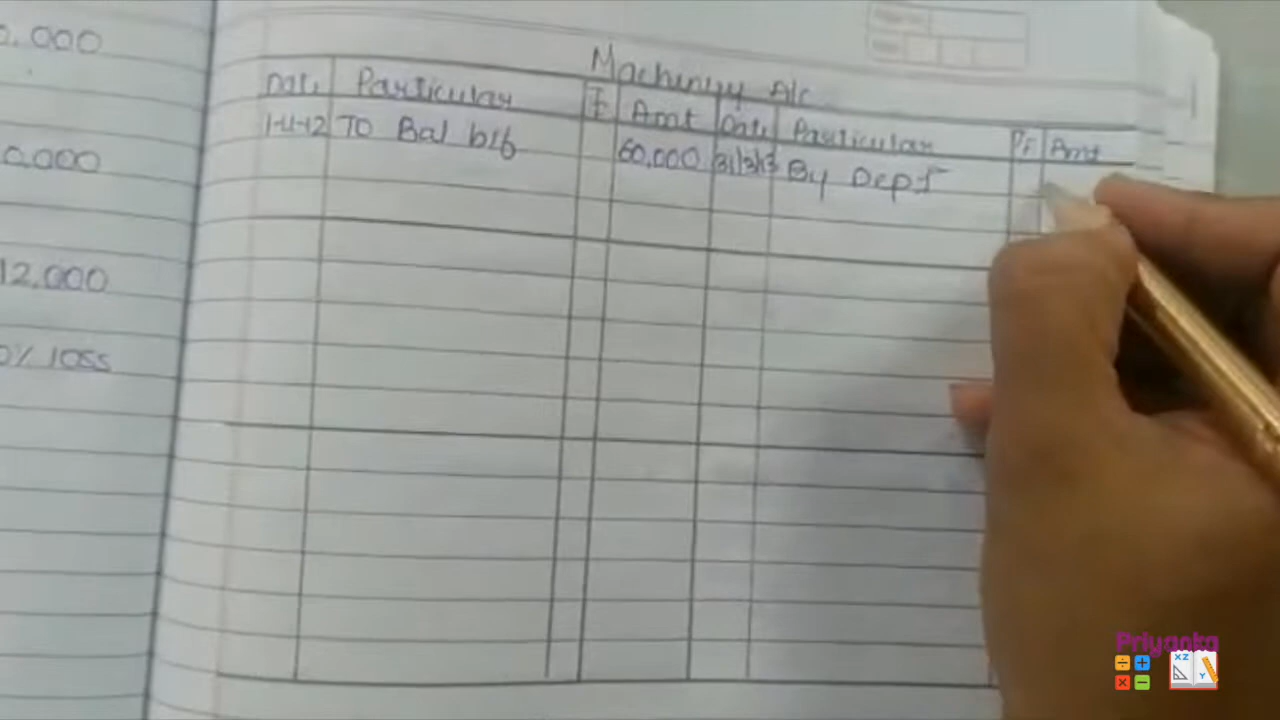 0.000
0.000
12.000
0% loss
Machinery A/c
Date Particular F Amt Date Particular F Amt
1-4-12 TO Bal b/f 60,000 31/3/13 By Dept
Priyanka